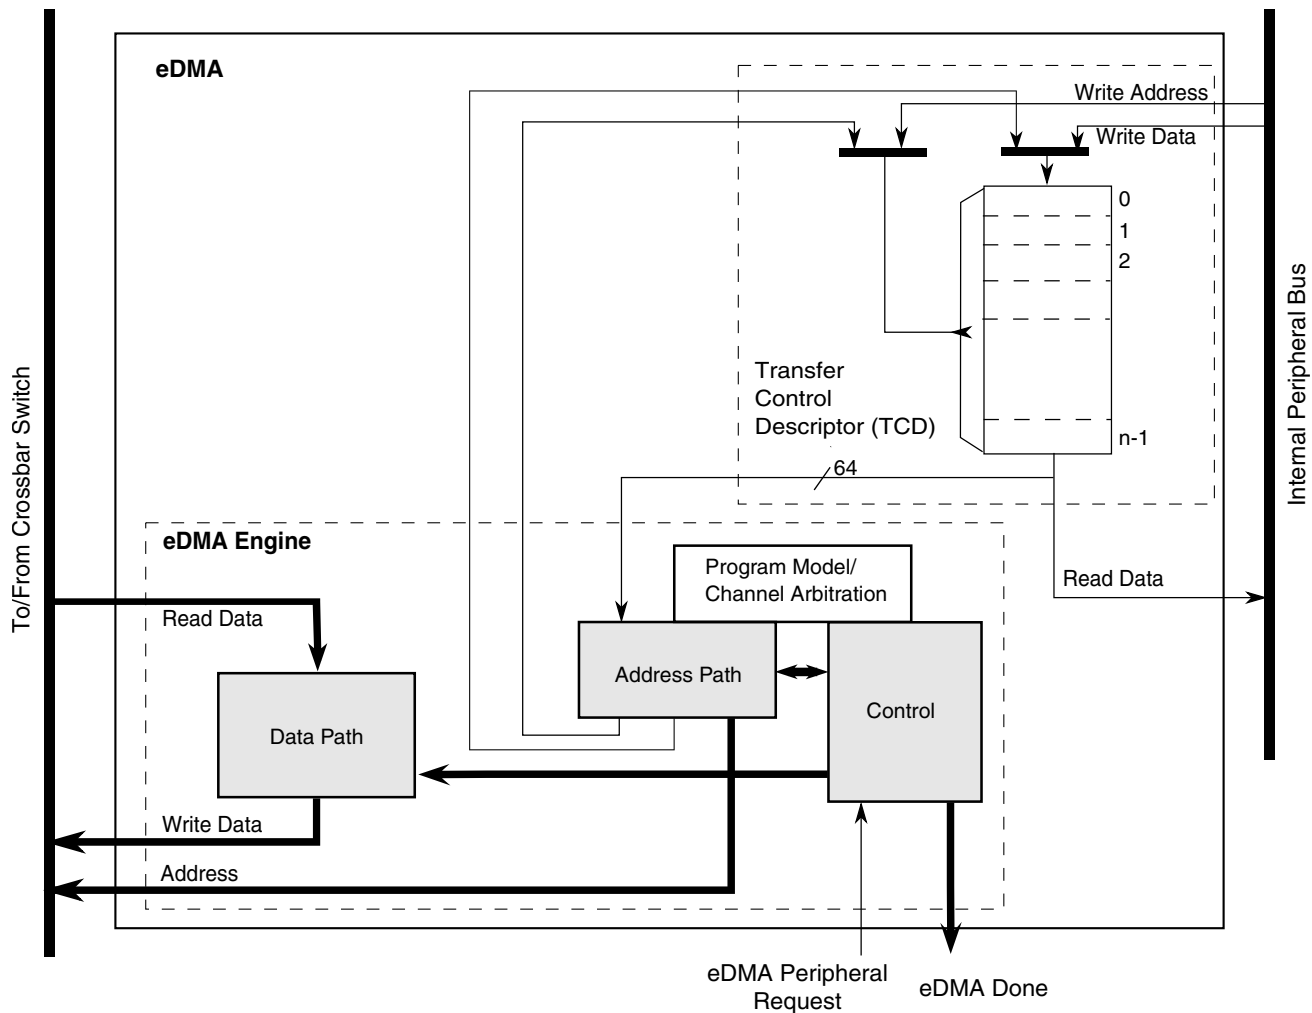 eDMA
Write Address
Write Data
0
1
2
n-1
Transfer
Control
Descriptor (TCD)
64
To/From Crossbar Switch
Internal Peripheral Bus
eDMA Engine
Program Model/
Channel Arbitration
Read Data
Read Data
Address Path
Control
Data Path
Write Data
Address
eDMA Peripheral
Request
eDMA Done